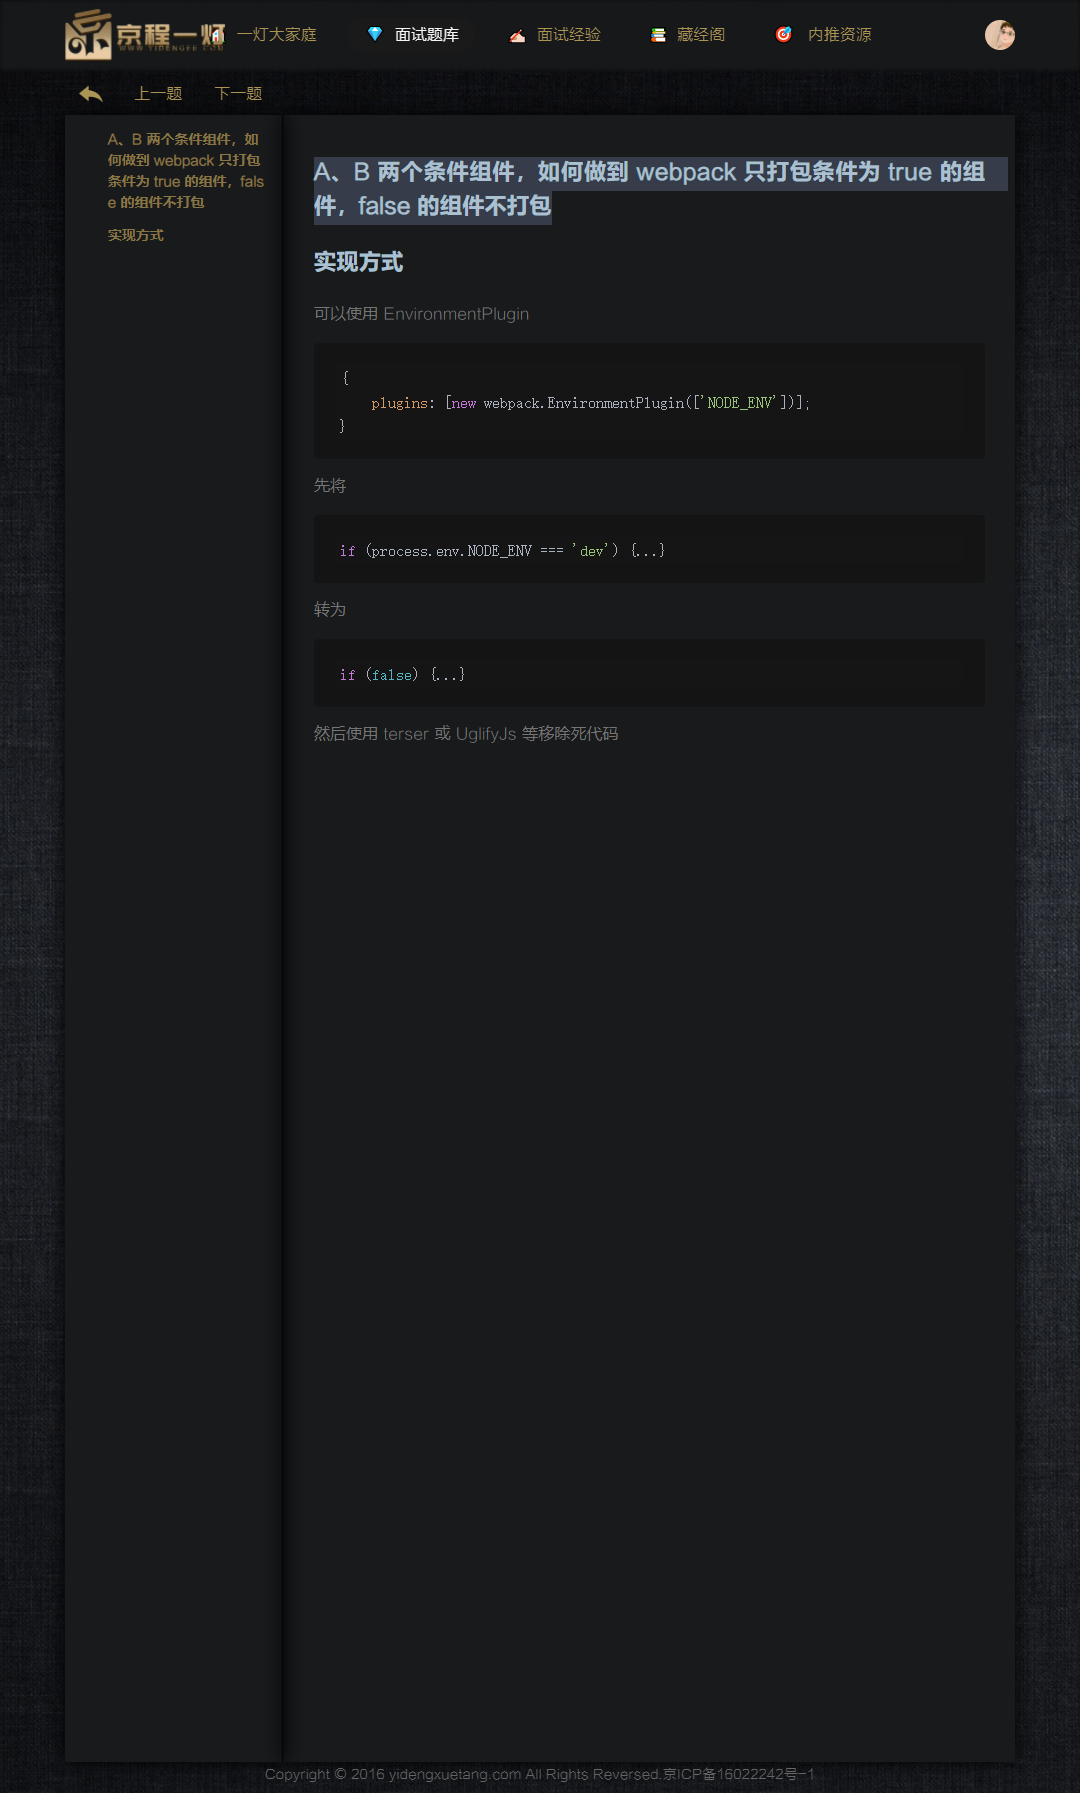 京程一灯
WWW.YIDENGFE.COM
一灯大家庭
面试题库
面试经验
藏经阁
内推资源
上一题
下一题
A、B 两个条件组件，如
何做到 webpack 只打包
条件为 true 的组件，fals
e 的组件不打包
实现方式
A、B 两个条件组件，如何做到 webpack 只打包条件为 true 的组
件，false 的组件不打包
实现方式
可以使用 EnvironmentPlugin
{
plugins: [new webpack.EnvironmentPlugin(['NODE_ENV'])];
}
先将
if (process.env.NODE_ENV === 'dev') {...}
转为
if (false) {...}
然后使用 terser 或 UglifyJs 等移除死代码
Copyright © 2016 yidengxuetang.com All Rights Reversed.京ICP备16022242号-1